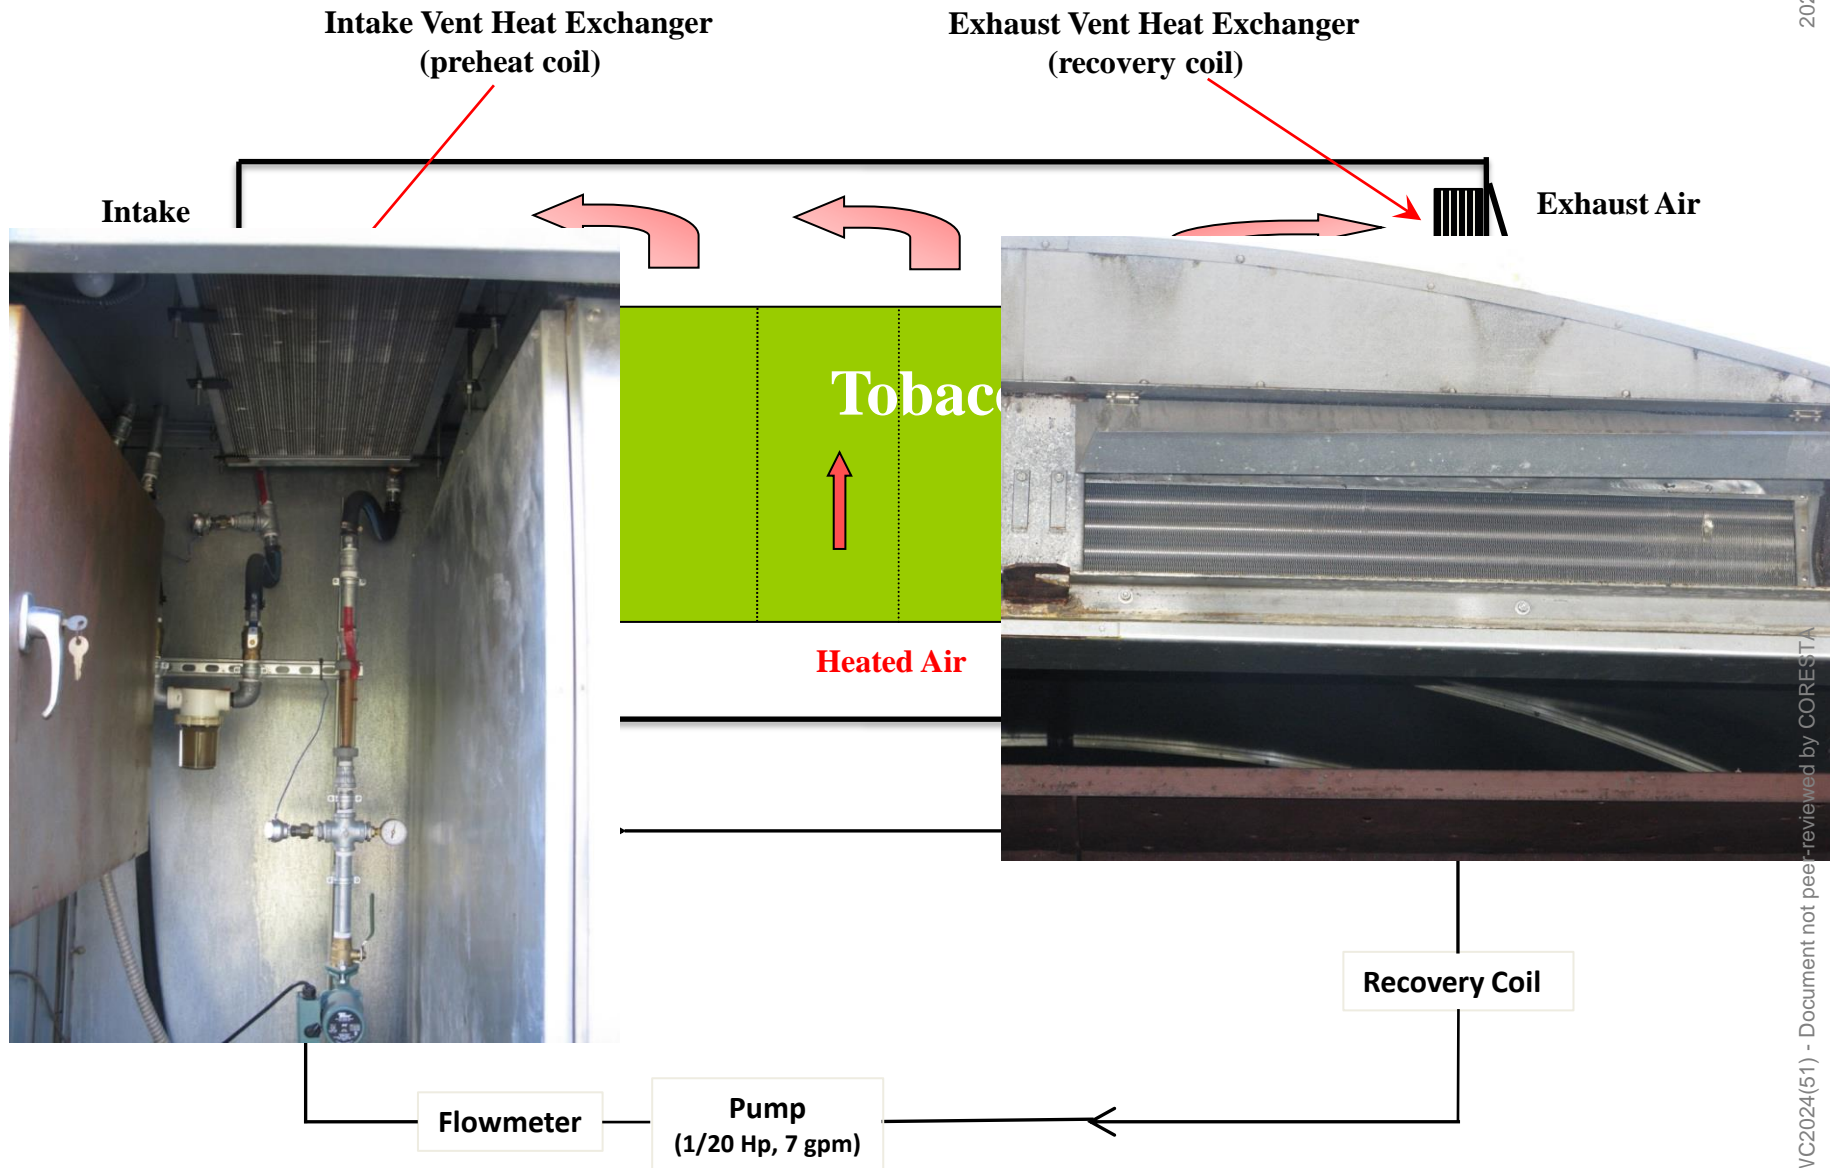 Intake Vent Heat Exchanger
(preheat coil)
Exhaust Vent Heat Exchanger
(recovery coil)
Intake
Exhaust Air
Tobacc
Heated Air
Recovery Coil
Flowmeter
Pump
(1/20 Hp, 7 gpm)
202
VC2024(51) - Document not peer-reviewed by CORESTA